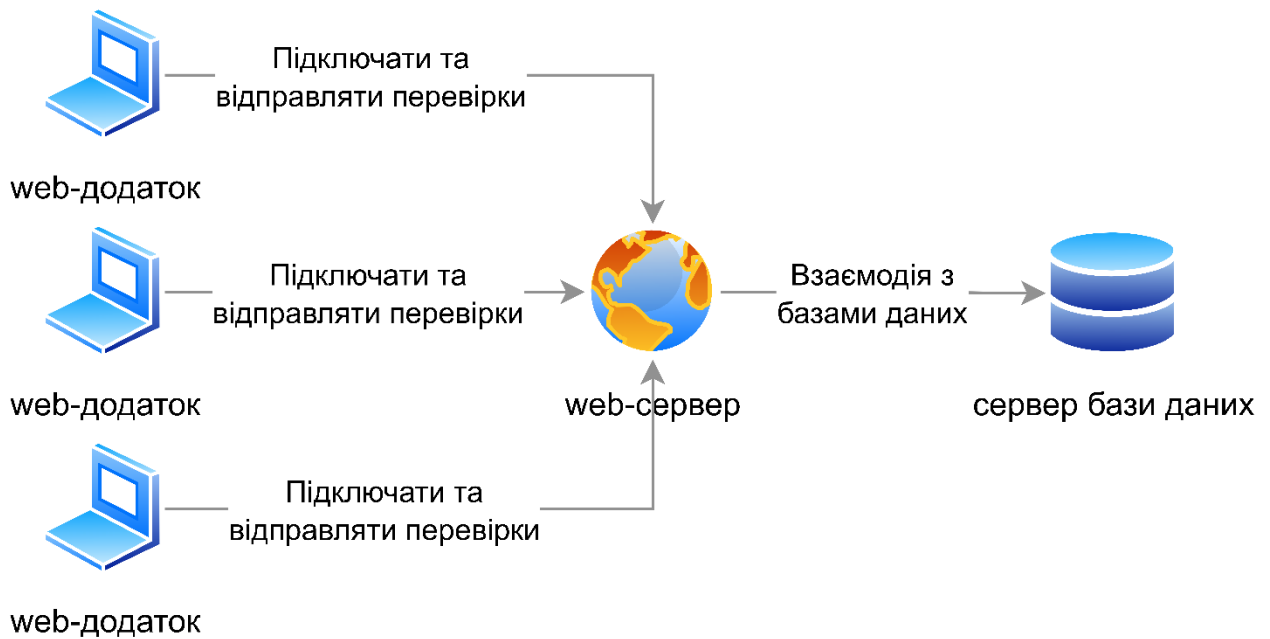 Підключати та
відправляти перевірки
web-додаток
Підключати та
відправляти перевірки
Взаємодія з
базами даних
web-додаток
web-сервер
сервер бази даних
Підключати та
відправляти перевірки
web-додаток